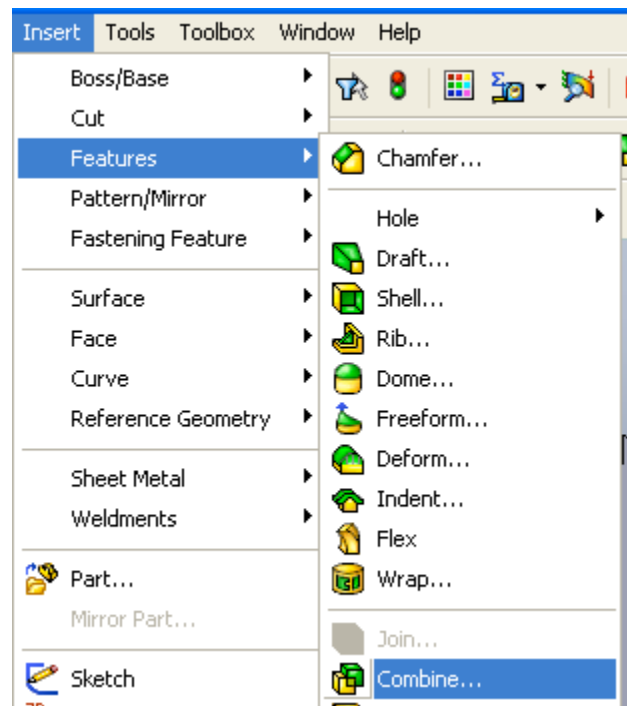 Insert Tools Toolbox Window Help
Boss/Base
Cut
Features
Pattern/Mirror
Fastening Feature
Surface
Face
Curve
Reference Geometry
Sheet Metal
Weldments
Part...
Mirror Part...
Sketch
Chamfer...
Hole
Draft...
Shell...
Rib...
Dome...
Freeform...
Deform...
Indent...
Flex
Wrap...
Join...
Combine...